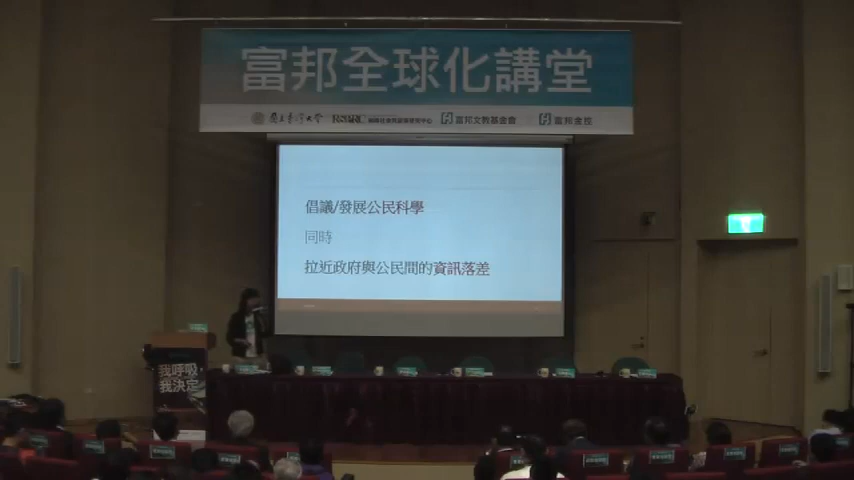 富邦全球化講堂
國立臺灣大學
富邦文教基金會
富邦金控
倡議/發展公民科學
同時
拉近政府與公民間的資訊落差
我呼吸,
我決定